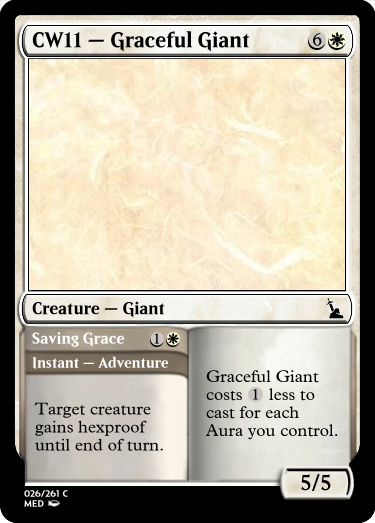 CW11 — Graceful Giant 6
Creature — Giant
Saving Grace 1
Instant — Adventure
Target creature
gains hexproof
until end of turn.
Graceful Giant
costs 1 less to
cast for each
Aura you control.
5/5
026/261 C
MED